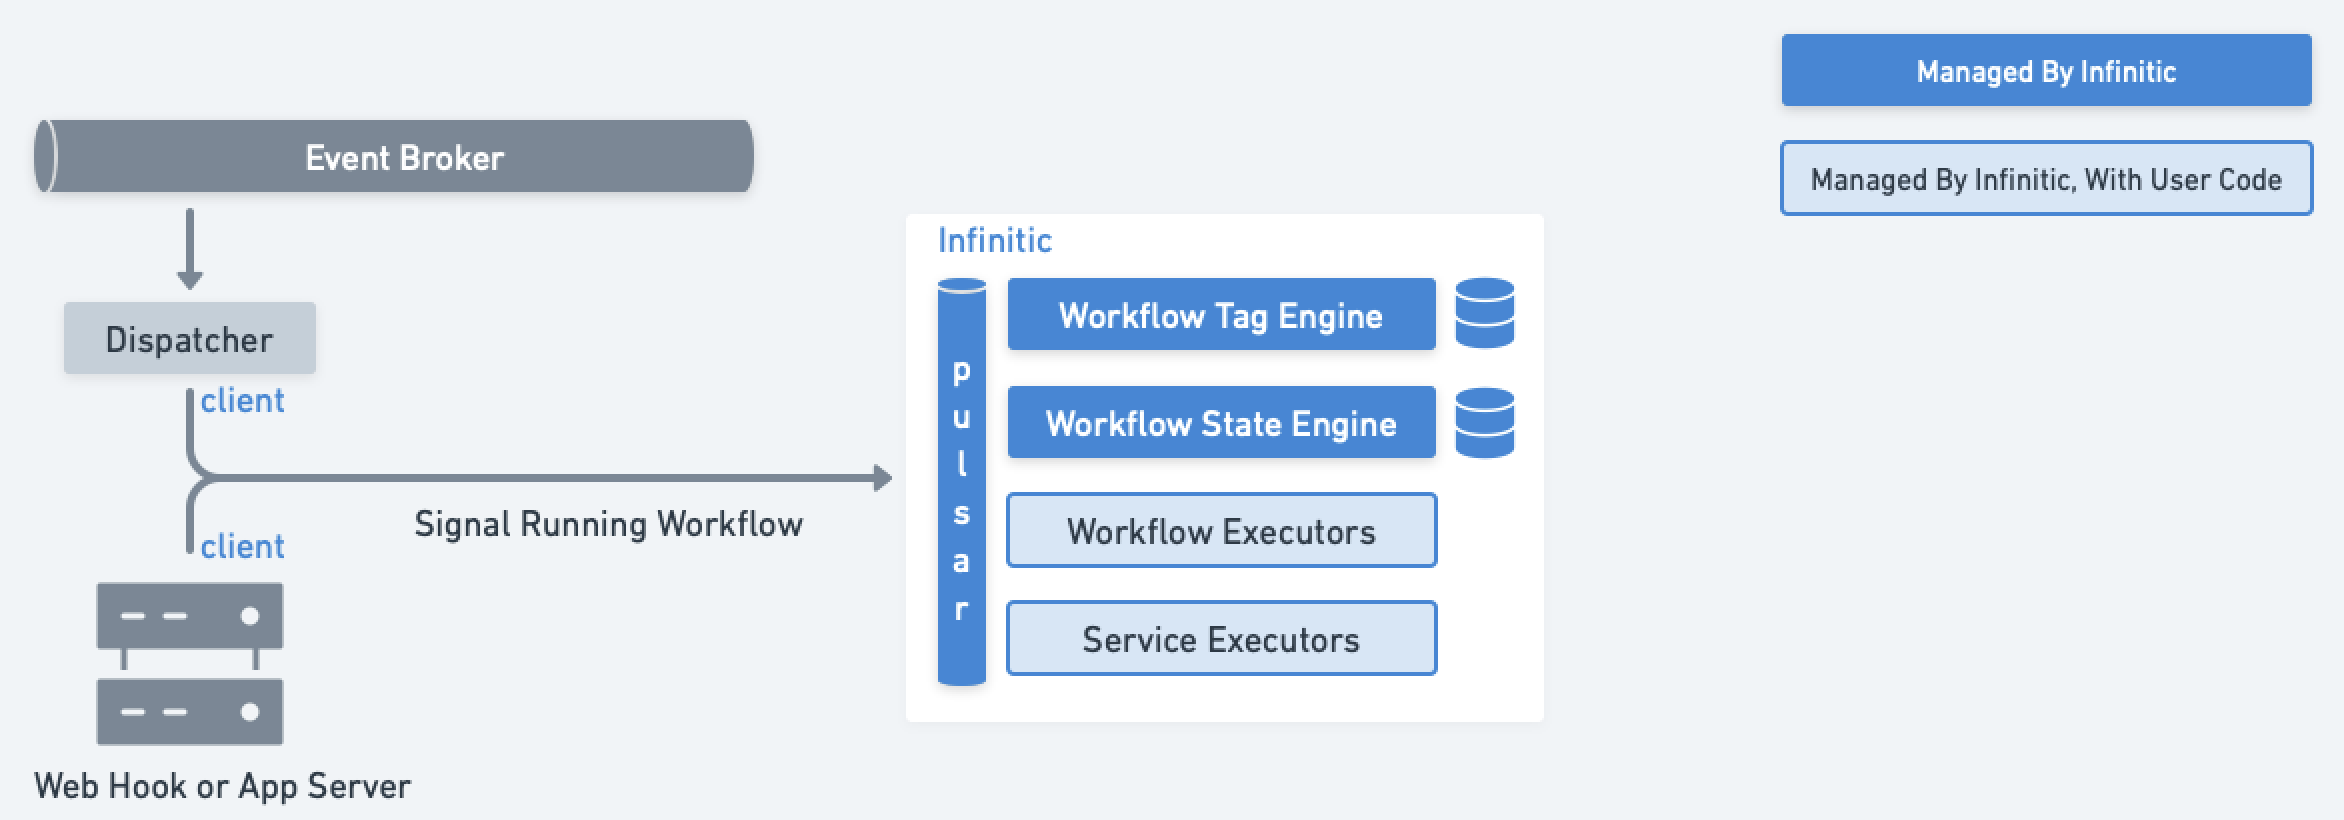 Managed By Infinitic
Event Broker
Managed By Infinitic, With User Code
Infinitic
Workflow Tag Engine
Dispatcher
client
pulsar
Workflow State Engine
Signal Running Workflow
Workflow Executors
client
Service Executors
Web Hook or App Server